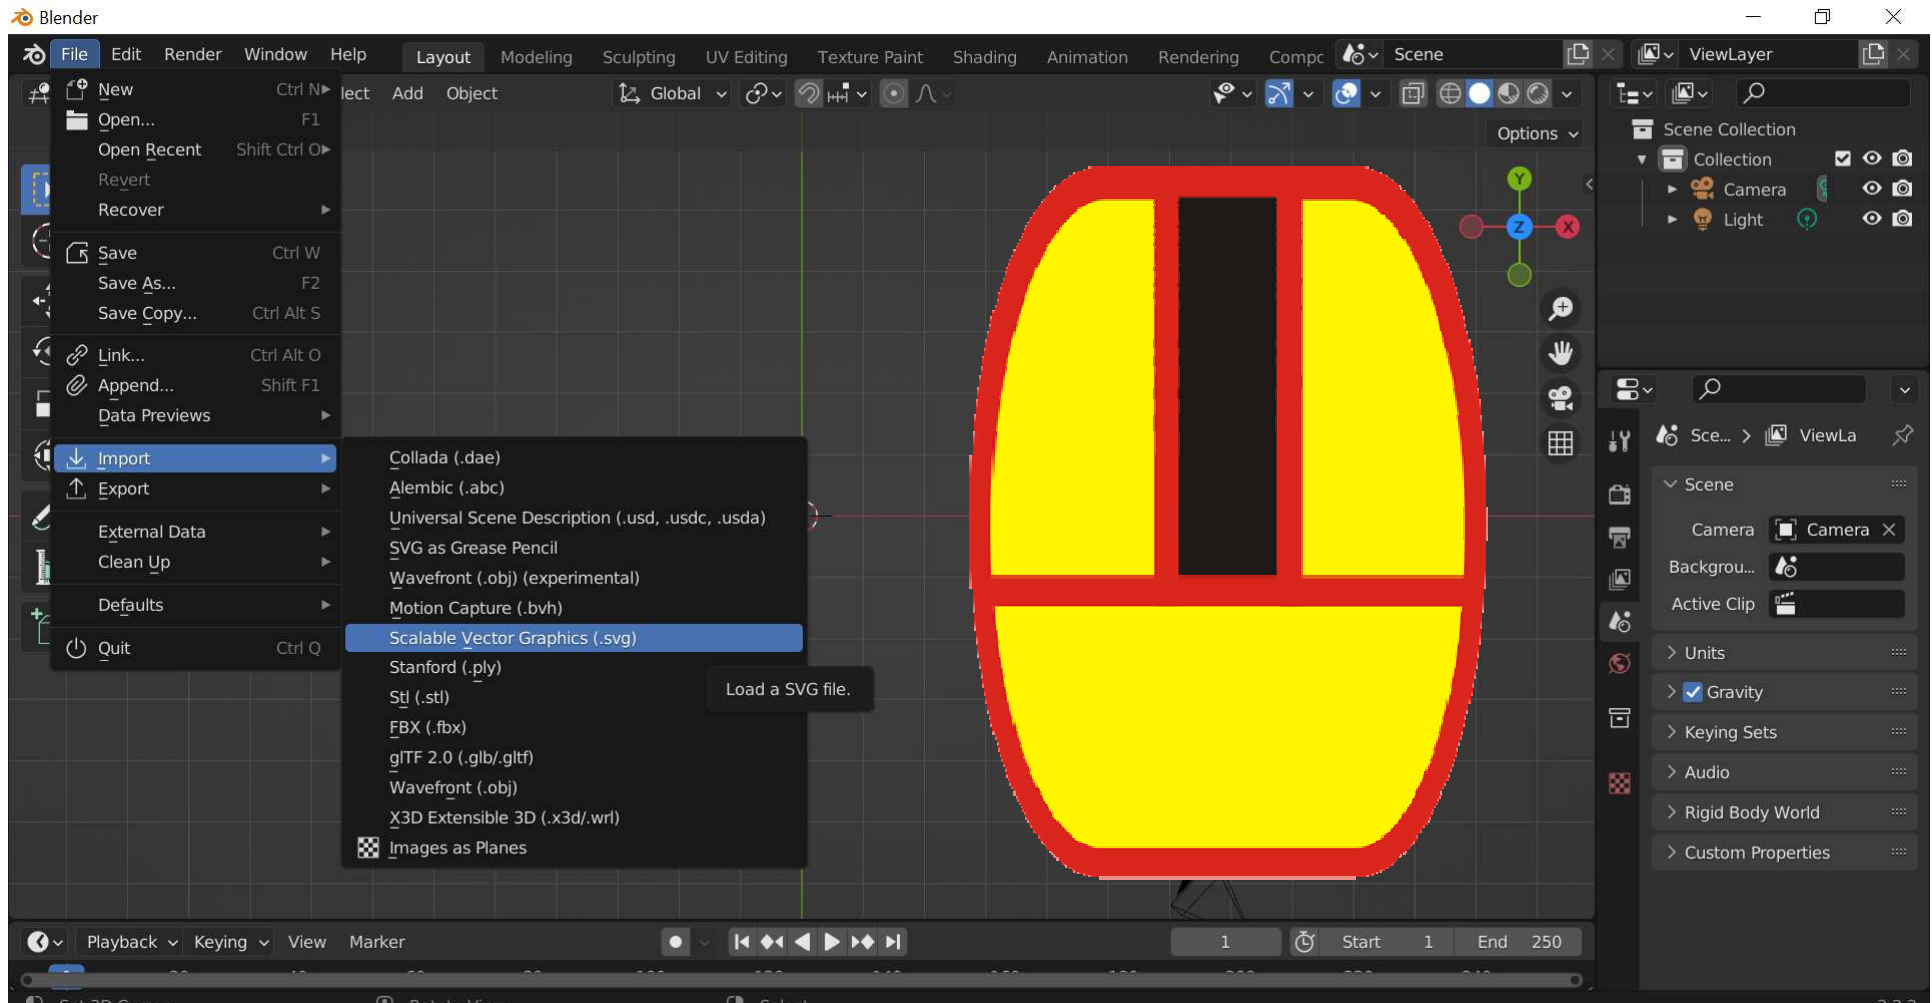 Blender
File Edit Render Window Help Layout Modeling Sculpting UV Editing Texture Paint Shading Animation Rendering Compc Scene ViewLayer
lect Add Object Global
Options
New Ctrl N
Open... F1
Open Recent Shift Ctrl O
Revert
Recover
Save Ctrl W
Save As... F2
Save Copy... Ctrl Alt S
Link... Ctrl Alt O
Append... Shift F1
Data Previews
Import
Export
External Data
Clean Up
Defaults
Quit Ctrl Q
Collada (.dae)
Alembic (.abc)
Universal Scene Description (.usd, .usdc, .usda)
SVG as Grease Pencil
Wavefront (.obj) (experimental)
Motion Capture (.bvh)
Scalable Vector Graphics (.svg)
Stanford (.ply)
Stl (.stl)
FBX (.fbx)
glTF 2.0 (.glb/.gltf)
Wavefront (.obj)
X3D Extensible 3D (.x3d/.wrl)
Images as Planes
Load a SVG file.
Y
Z X
Scene Collection
Collection
Camera
Light
Sce... > ViewLa
Scene
Camera Camera
Backgrou...
Active Clip
Units
Gravity
Keying Sets
Audio
Rigid Body World
Custom Properties
Playback Keying View Marker 1 Start 1 End 250